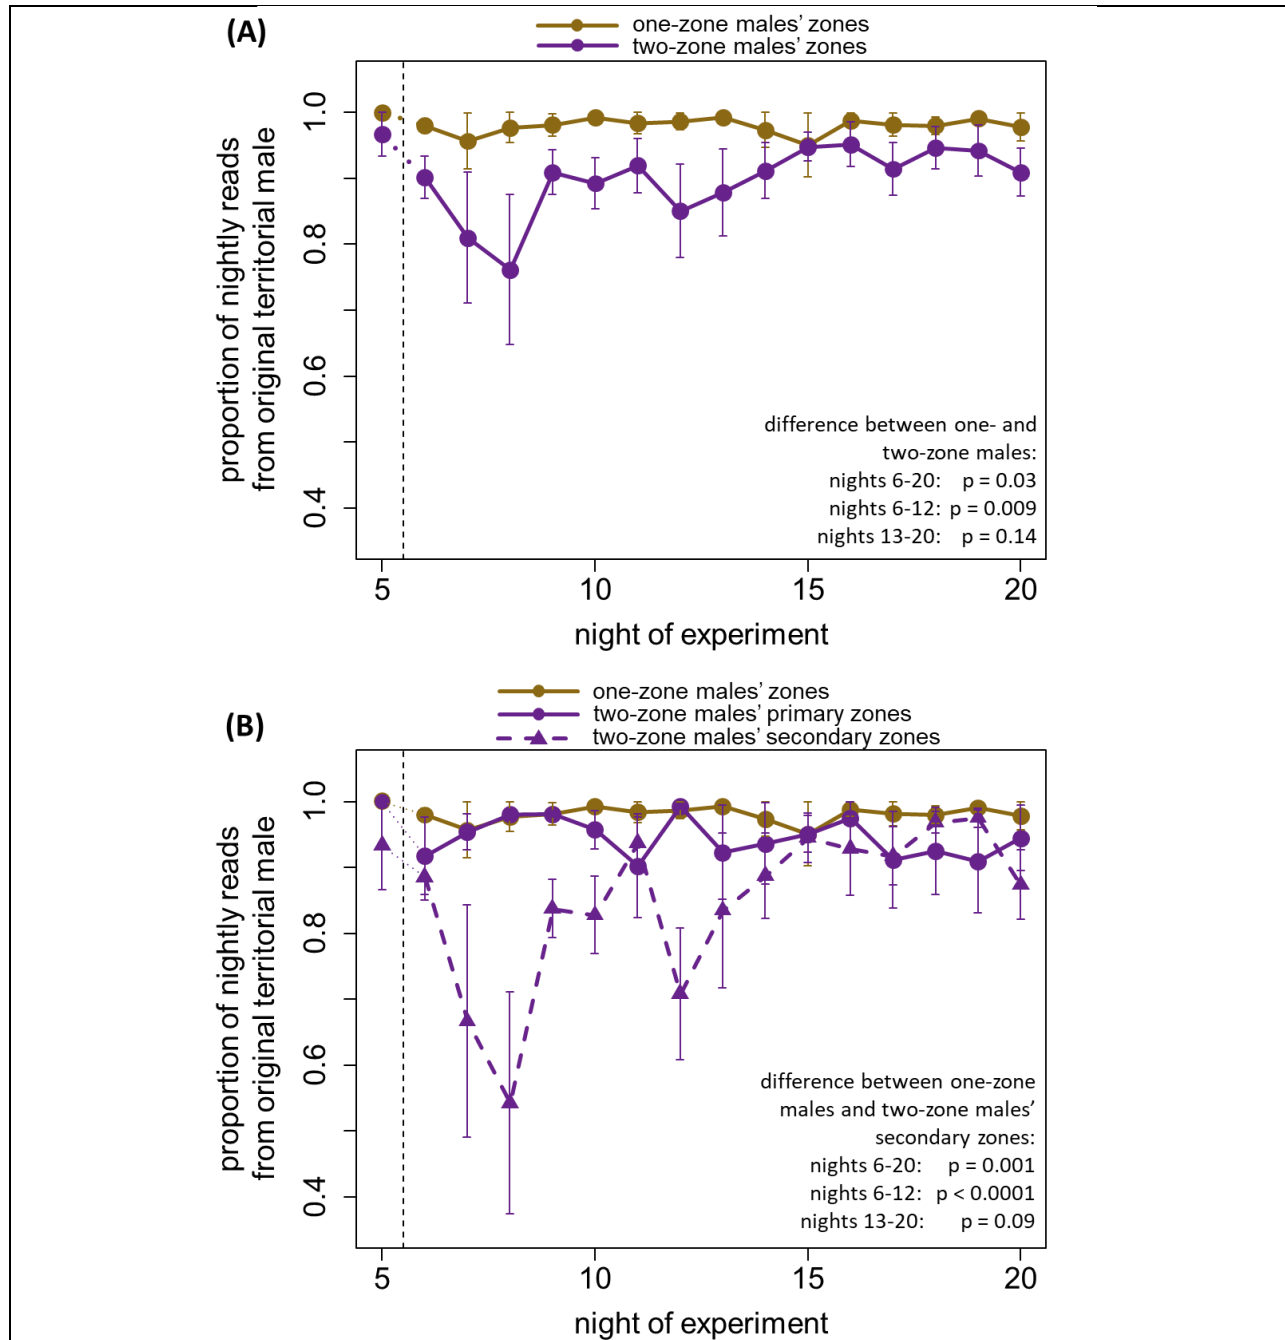 (A)
one-zone males' zones
two-zone males' zones
proportion of nightly reads
from original territorial male
1.0
0.8
0.6
0.4
difference between one- and
two-zone males:
nights 6-20: p = 0.03
nights 6-12: p = 0.009
nights 13-20: p = 0.14
5
10
15
20
night of experiment
(B)
one-zone males' zones
two-zone males' primary zones
two-zone males' secondary zones
proportion of nightly reads
from original territorial male
1.0
0.8
0.6
0.4
difference between one-zone
males and two-zone males'
secondary zones:
nights 6-20: p = 0.001
nights 6-12: p < 0.0001
nights 13-20: p = 0.09
5
10
15
20
night of experiment